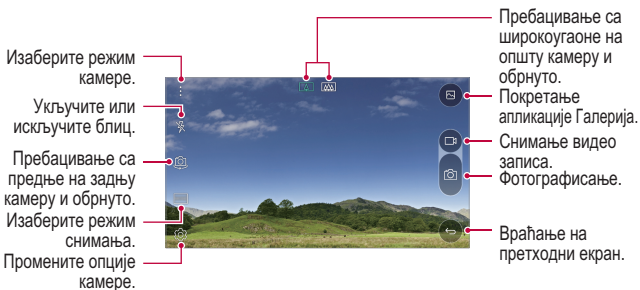 Изаберите режим
камере.
Укључите или
искључите блиц.
Пребацивање са
предње на задњу
камеру и обрнуто.
Изаберите режим
снимања.
Промените опције
камере.
Пребацивање са
широкоугаоне на
општу камеру и
обрнуто.
Покретање
апликације Галерија.
Снимање видео
записа.
Фотографисање.
Враћање на
претходни екран.